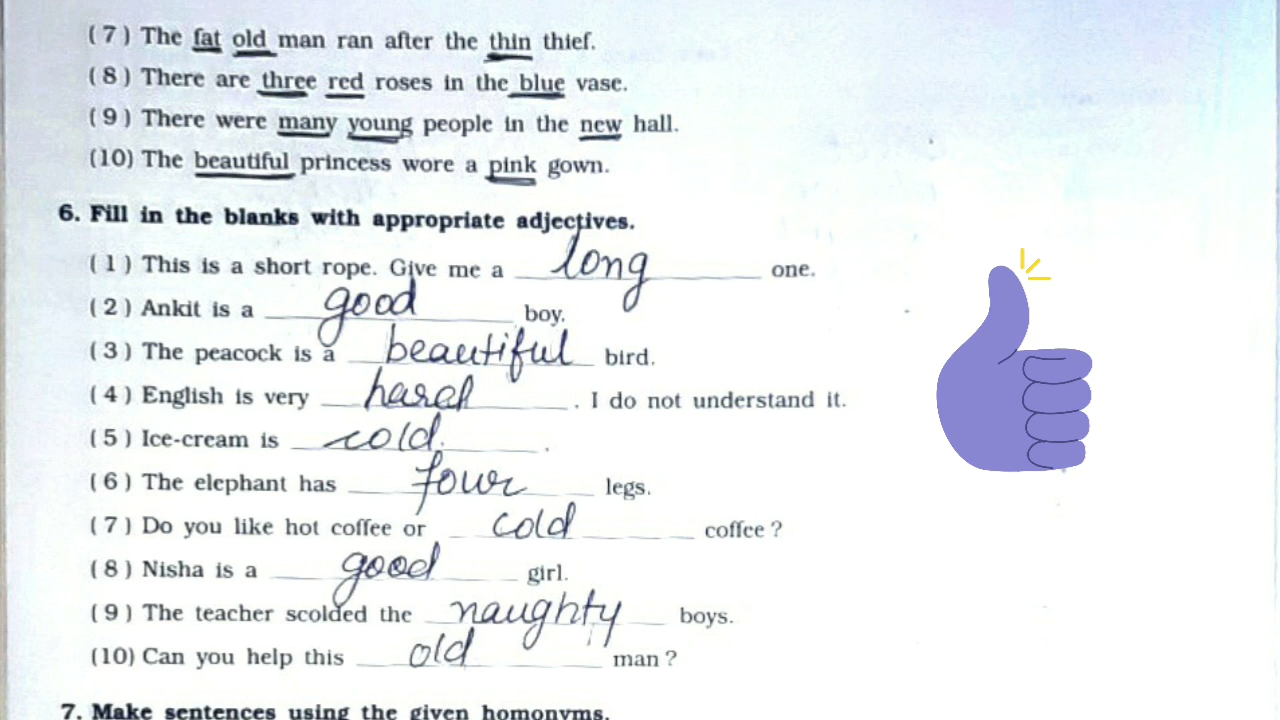 ( 7 ) The fat old man ran after the thin thief.
( 8 ) There are three red roses in the blue vase.
( 9 ) There were many young people in the new hall.
(10) The beautiful princess wore a pink gown.
6. Fill in the blanks with appropriate adjectives.
( 1 ) This is a short rope. Give me a long one.
( 2 ) Ankit is a good boy.
( 3 ) The peacock is a beautiful bird.
( 4 ) English is very hard. I do not understand it.
( 5 ) Ice-cream is cold. .
( 6 ) The elephant has four legs.
( 7 ) Do you like hot coffee or cold coffee ?
( 8 ) Nisha is a good girl.
( 9 ) The teacher scolded the naughty boys.
(10) Can you help this old man ?
7. Make sentences using the given homonyms.